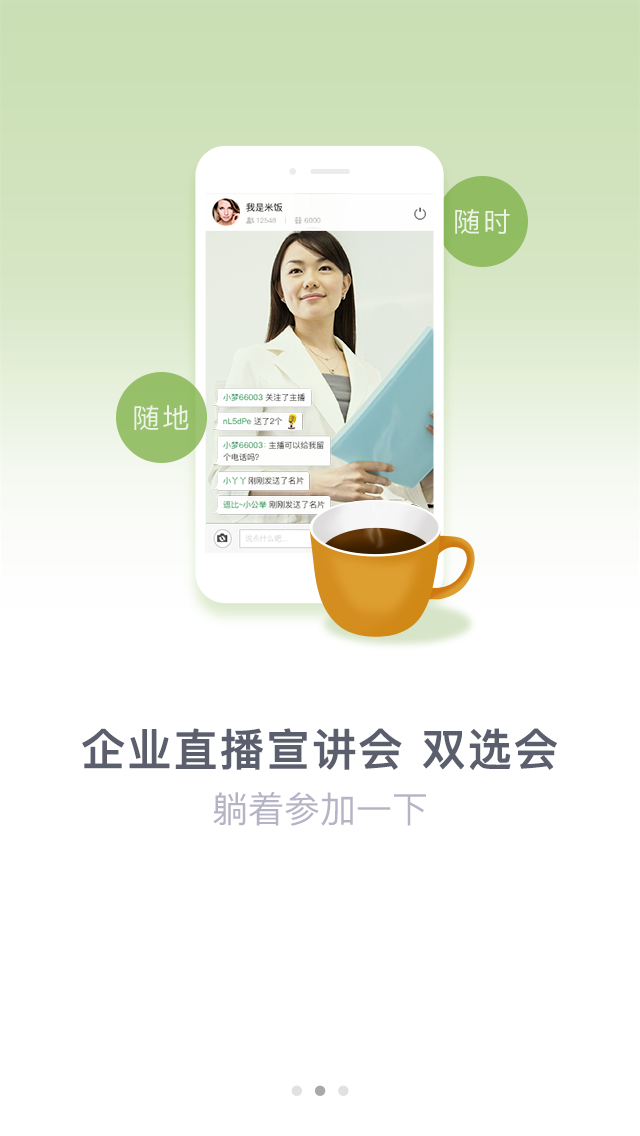 我是米饭
12548
6000
随时
随地
小梦66003 关注了主播
nL5dPe 送了2个
小梦66003: 主播可以给我留
个电话吗?
小丫丫 刚刚发送了名片
逗比~小公举 刚刚发送了名片
说点什么吧...
企业直播宣讲会 双选会
躺着参加一下